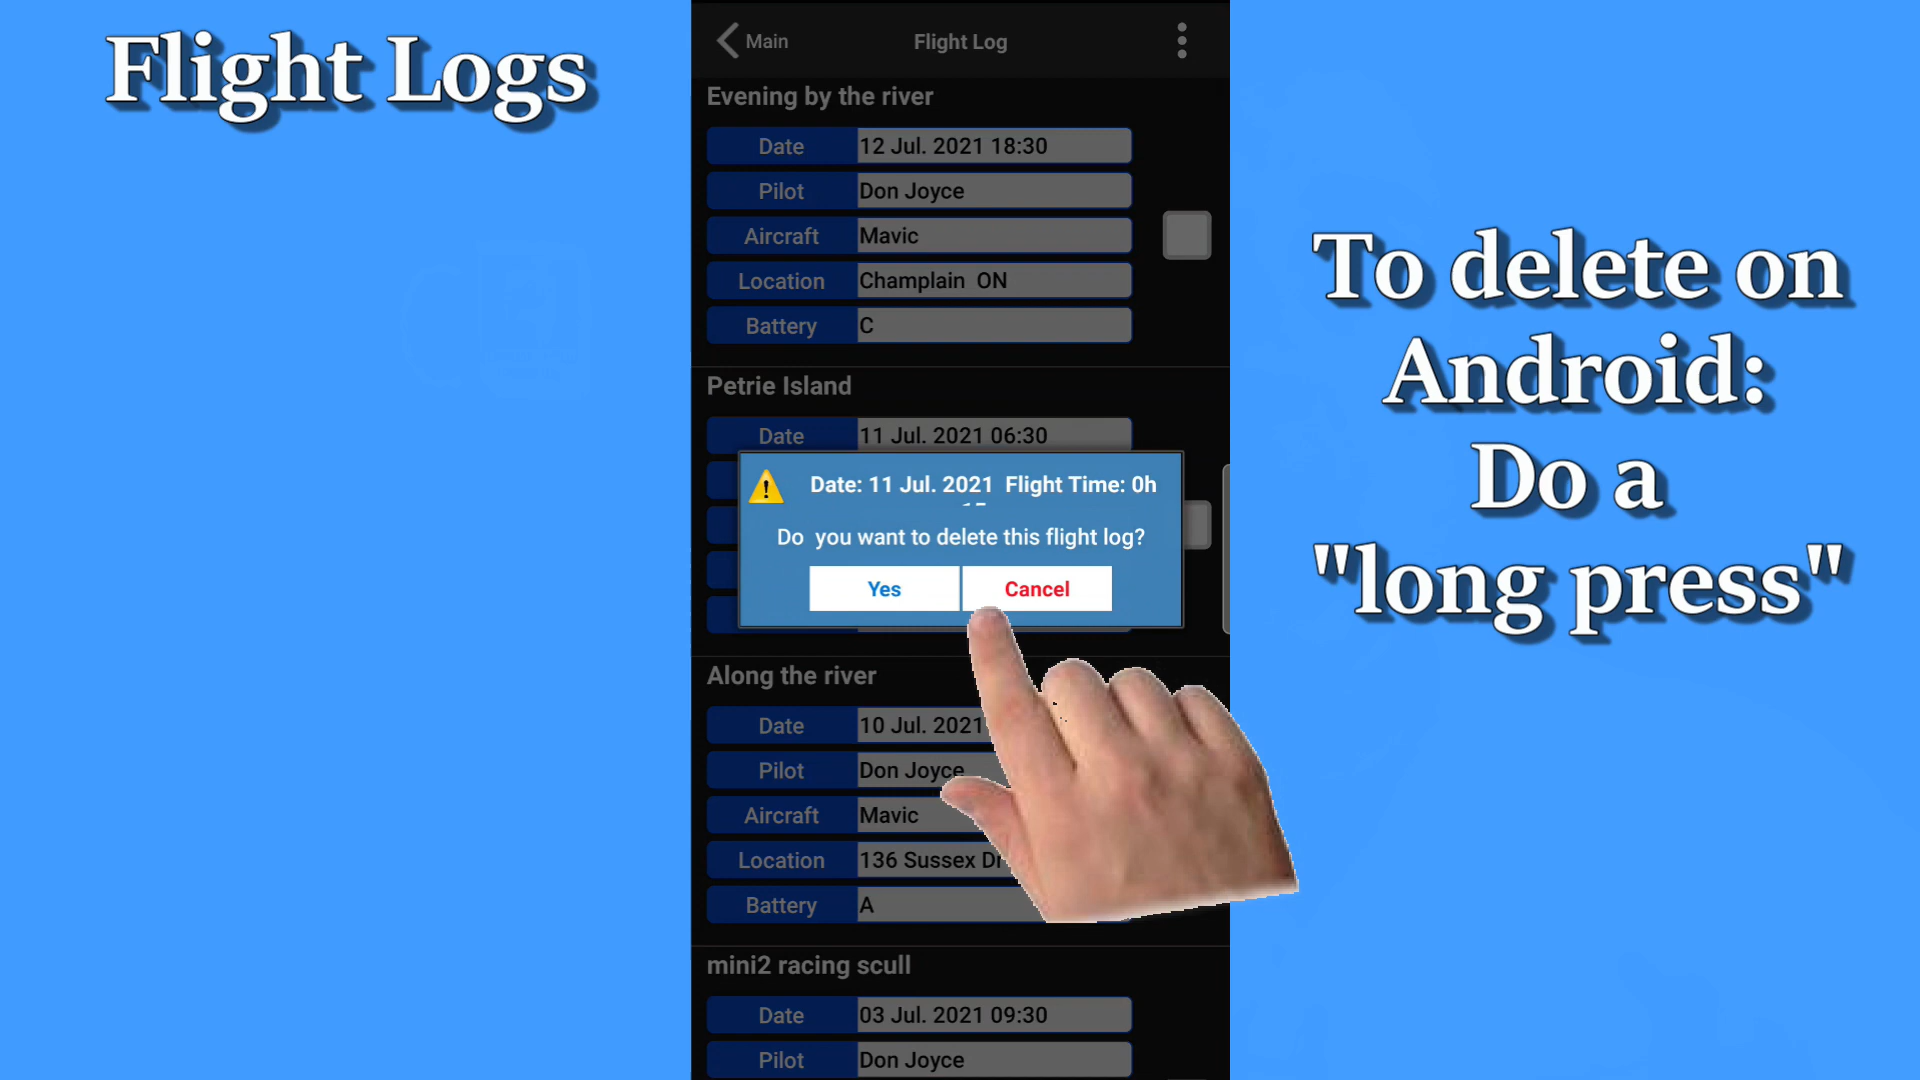 Flight Logs
Main
Flight Log
Evening by the river
Date 12 Jul. 2021 18:30
Pilot Don Joyce
Aircraft Mavic
Location Champlain ON
Battery C
Petrie Island
Date 11 Jul. 2021 06:30
Date: 11 Jul. 2021 Flight Time: 0h
Do you want to delete this flight log?
Yes Cancel
Along the river
Date 10 Jul. 2021
Pilot Don Joyce
Aircraft Mavic
Location 136 Sussex
Battery A
mini2 racing scull
Date 03 Jul. 2021 09:30
Pilot Don Joyce
To delete on
Android:
Do a
"long press"